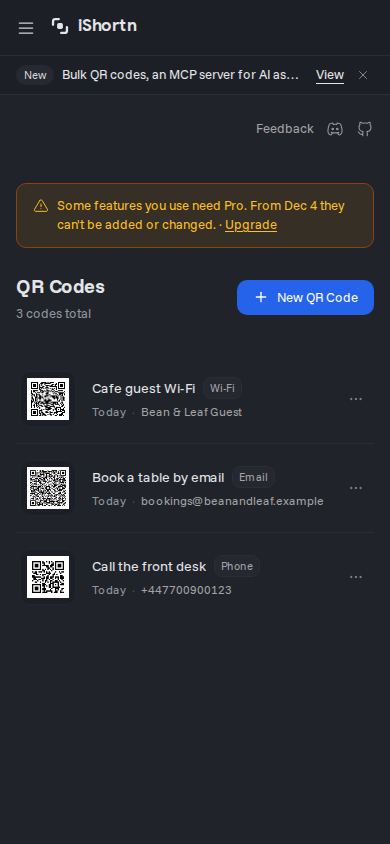 iShortn
New Bulk QR codes, an MCP server for AI as... View
Feedback
Some features you use need Pro. From Dec 4 they
can't be added or changed. · Upgrade
QR Codes
3 codes total
New QR Code
Cafe guest Wi-Fi Wi-Fi
Today · Bean & Leaf Guest
Book a table by email Email
Today · bookings@beanandleaf.example
Call the front desk Phone
Today · +447700900123